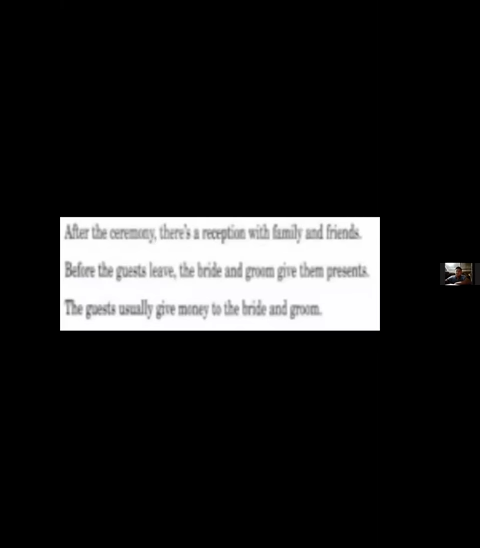 After the ceremony, there's a reception with family and friends.
Before the guests leave, the bride and groom give them presents.
The guests usually give money to the bride and groom.